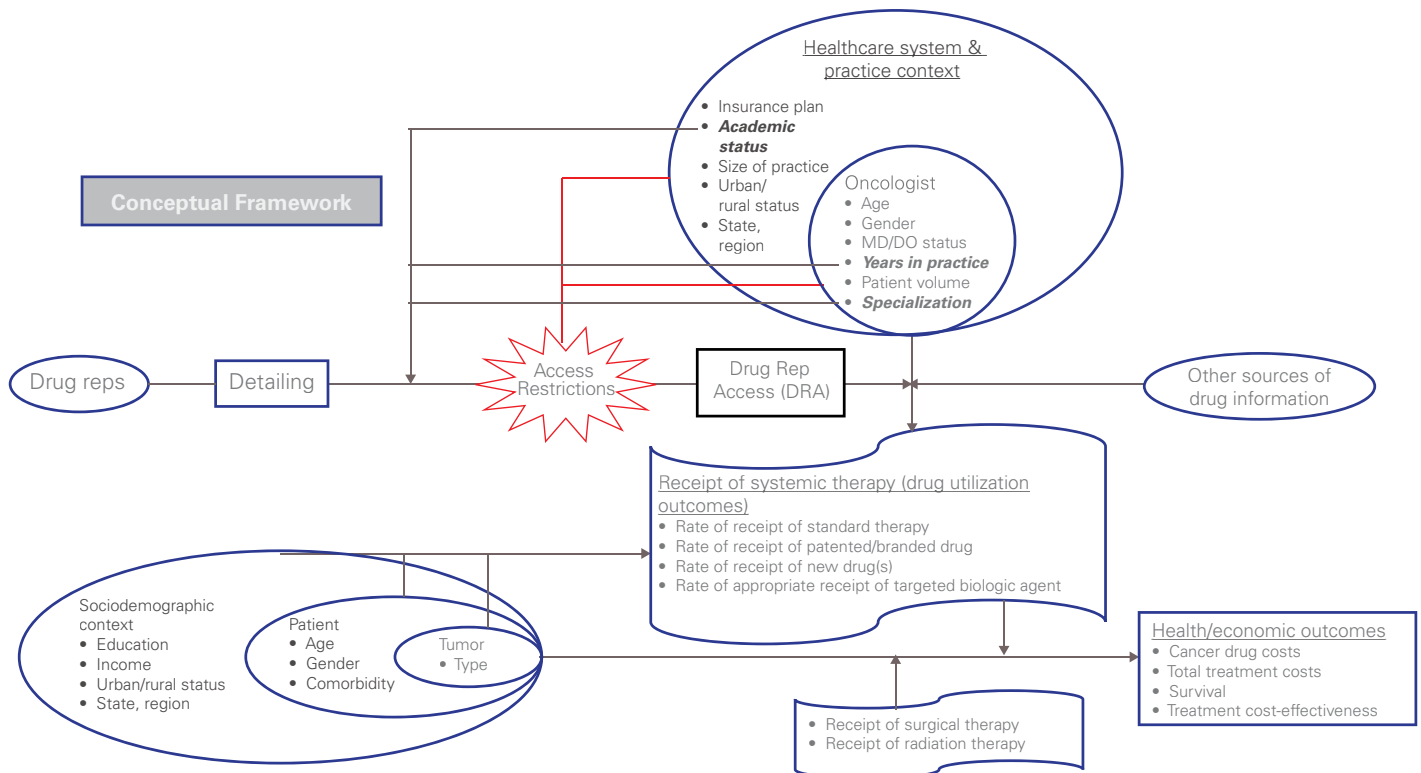 Healthcare system &
practice context
• Insurance plan
• Academic
status
• Size of practice
• Urban/
rural status
• State,
region
Oncologist
• Age
• Gender
• MD/DO status
• Years in practice
• Patient volume
• Specialization
Conceptual Framework
Drug reps
Detailing
Access
Restrictions
Drug Rep
Access (DRA)
Other sources of
drug information
Receipt of systemic therapy (drug utilization
outcomes)
• Rate of receipt of standard therapy
• Rate of receipt of patented/branded drug
• Rate of receipt of new drug(s)
• Rate of appropriate receipt of targeted biologic agent
Sociodemographic
context
• Education
• Income
• Urban/rural status
• State, region
Patient
• Age
• Gender
• Comorbidity
Tumor
• Type
Health/economic outcomes
• Cancer drug costs
• Total treatment costs
• Survival
• Treatment cost-effectiveness
• Receipt of surgical therapy
• Receipt of radiation therapy